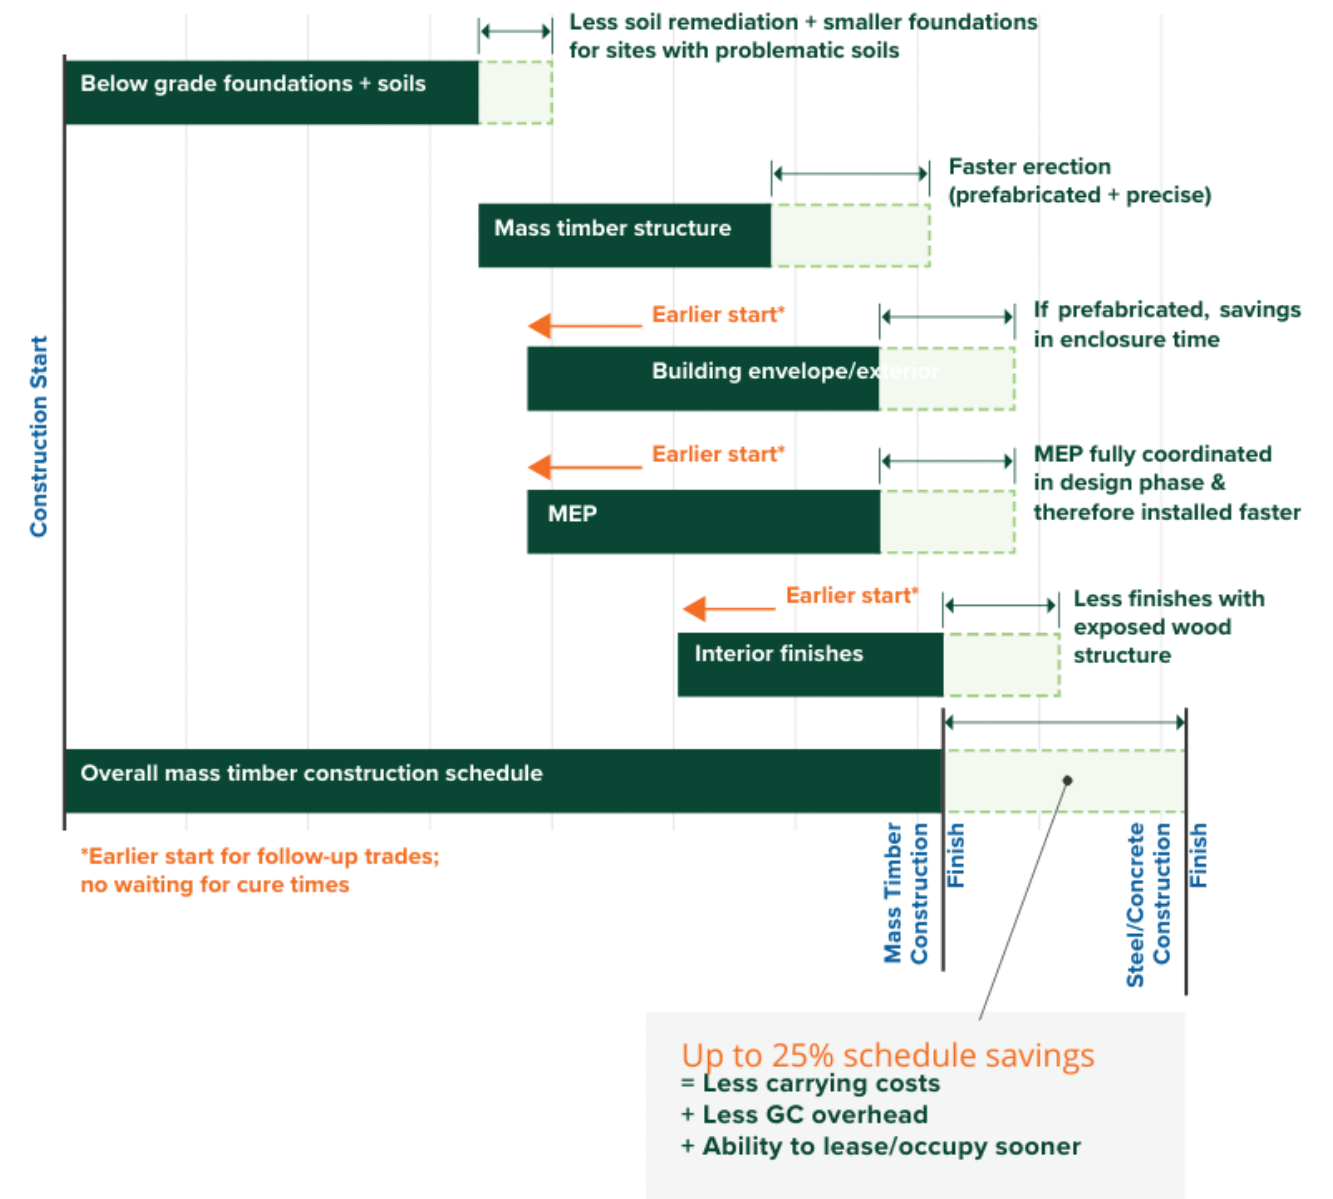 Less soil remediation + smaller foundations
for sites with problematic soils
Below grade foundations + soils
Faster erection
(prefabricated + precise)
Mass timber structure
If prefabricated, savings
in enclosure time
Earlier start*
Building envelope/exterior
Construction Start
Earlier start*
MEP fully coordinated
in design phase &
therefore installed faster
MEP
Earlier start*
Less finishes with
exposed wood
structure
Interior finishes
Overall mass timber construction schedule
*Earlier start for follow-up trades;
no waiting for cure times
Mass Timber
Construction
Finish
Steel/Concrete
Construction
Finish
Up to 25% schedule savings
= Less carrying costs
+ Less GC overhead
+ Ability to lease/occupy sooner